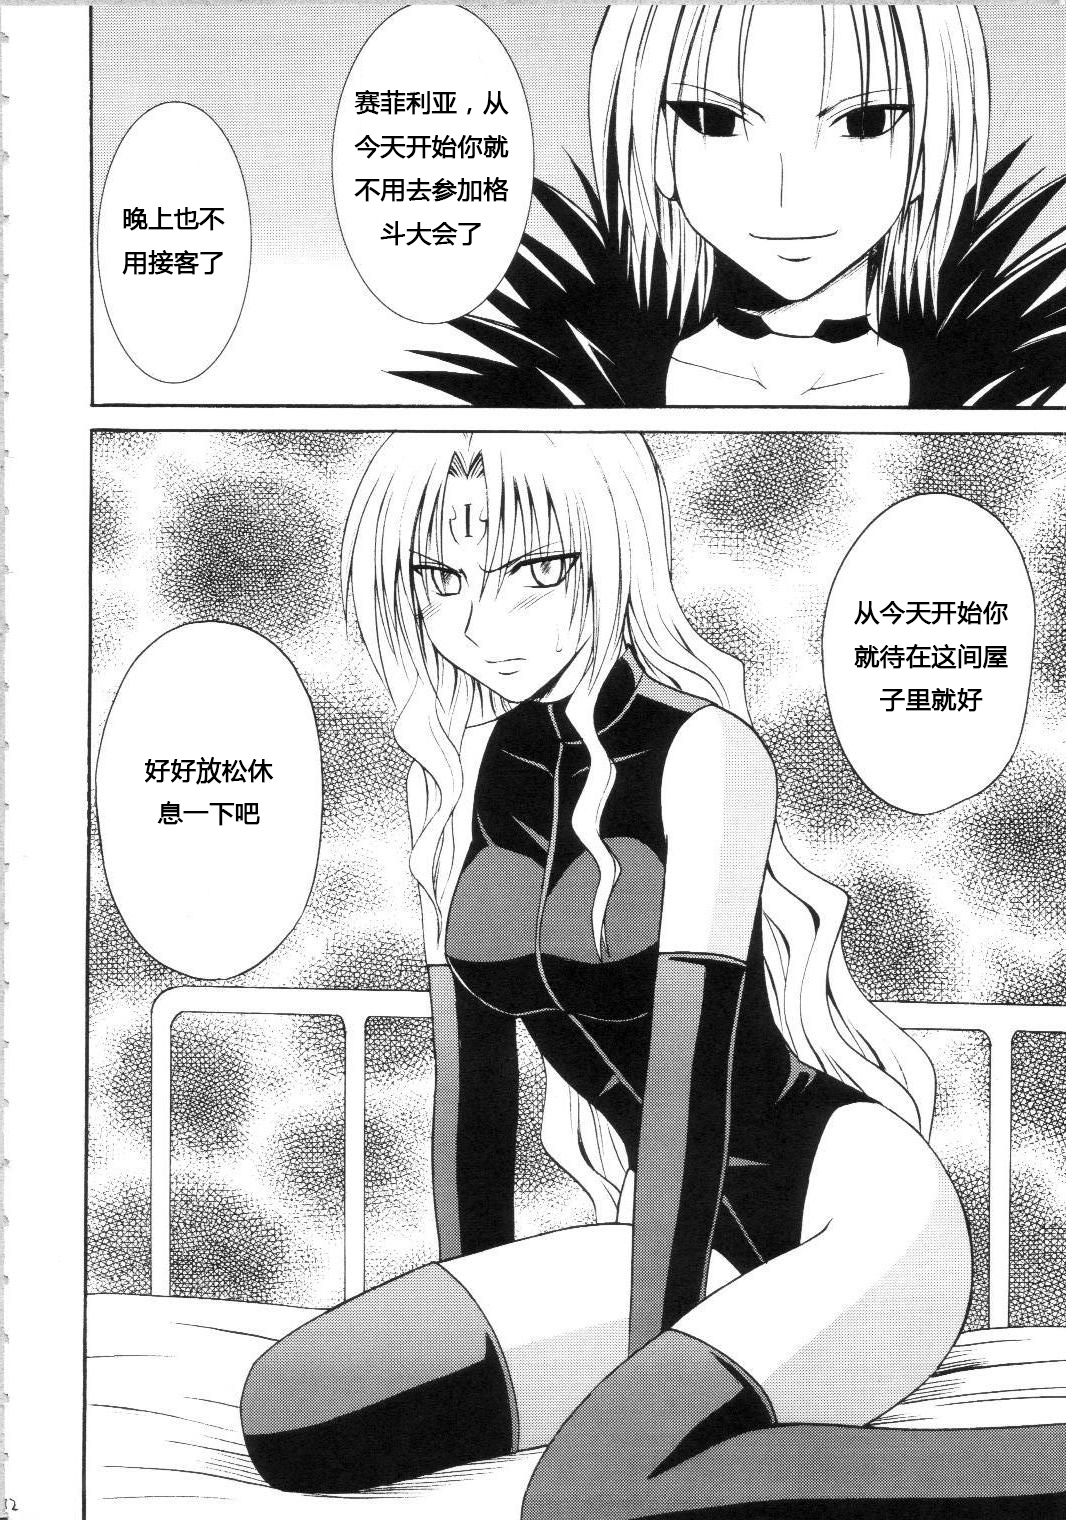 赛菲利亚，从
今天开始你就
不用去参加格
斗大会了
晚上也不
用接客了
I
从今天开始你
就待在这间屋
子里就好
好好放松休
息一下吧